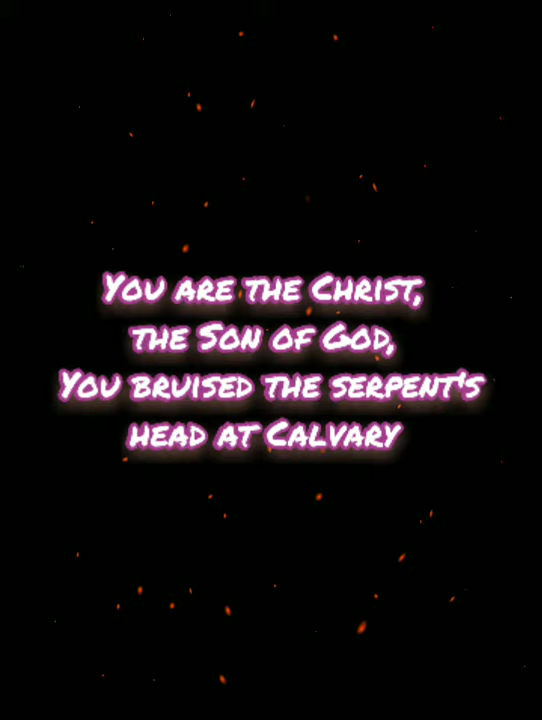 You are the Christ,
the Son of God,
You bruised the serpent's
head at Calvary